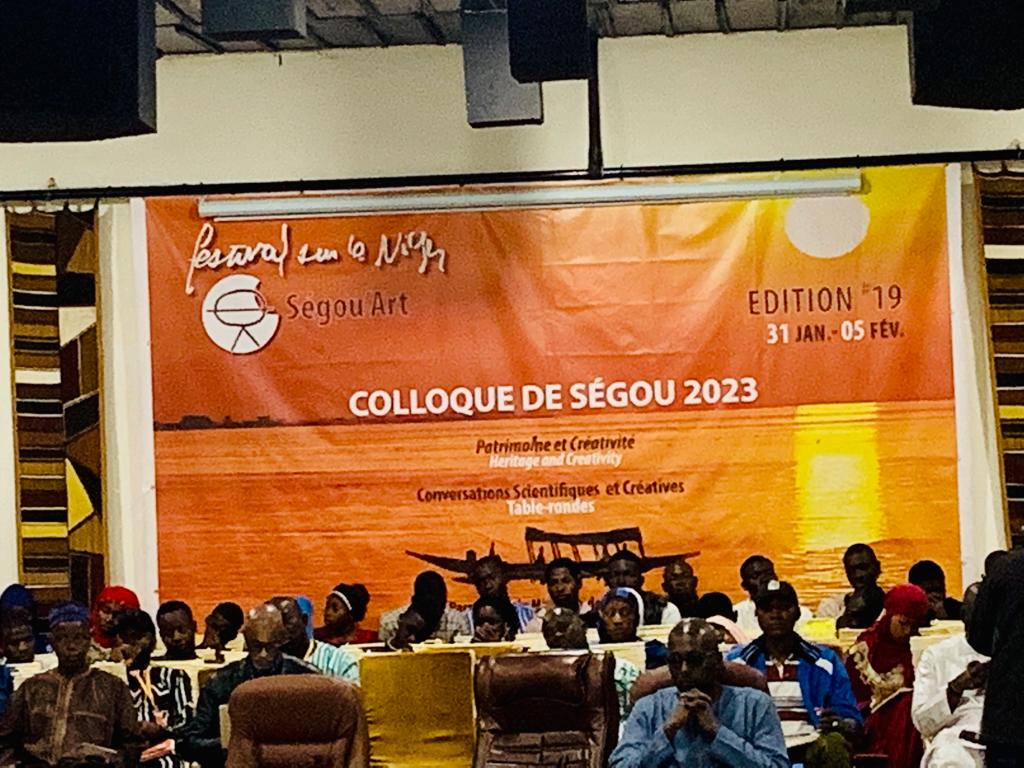 festival sur le Niger
Ségou'Art
EDITION #19
31 JAN.-05 FÉV.
COLLOQUE DE SÉGOU 2023
Patrimoine et Créativité
Heritage and Creativity
Conversations Scientifiques et Créatives
Table-rondes